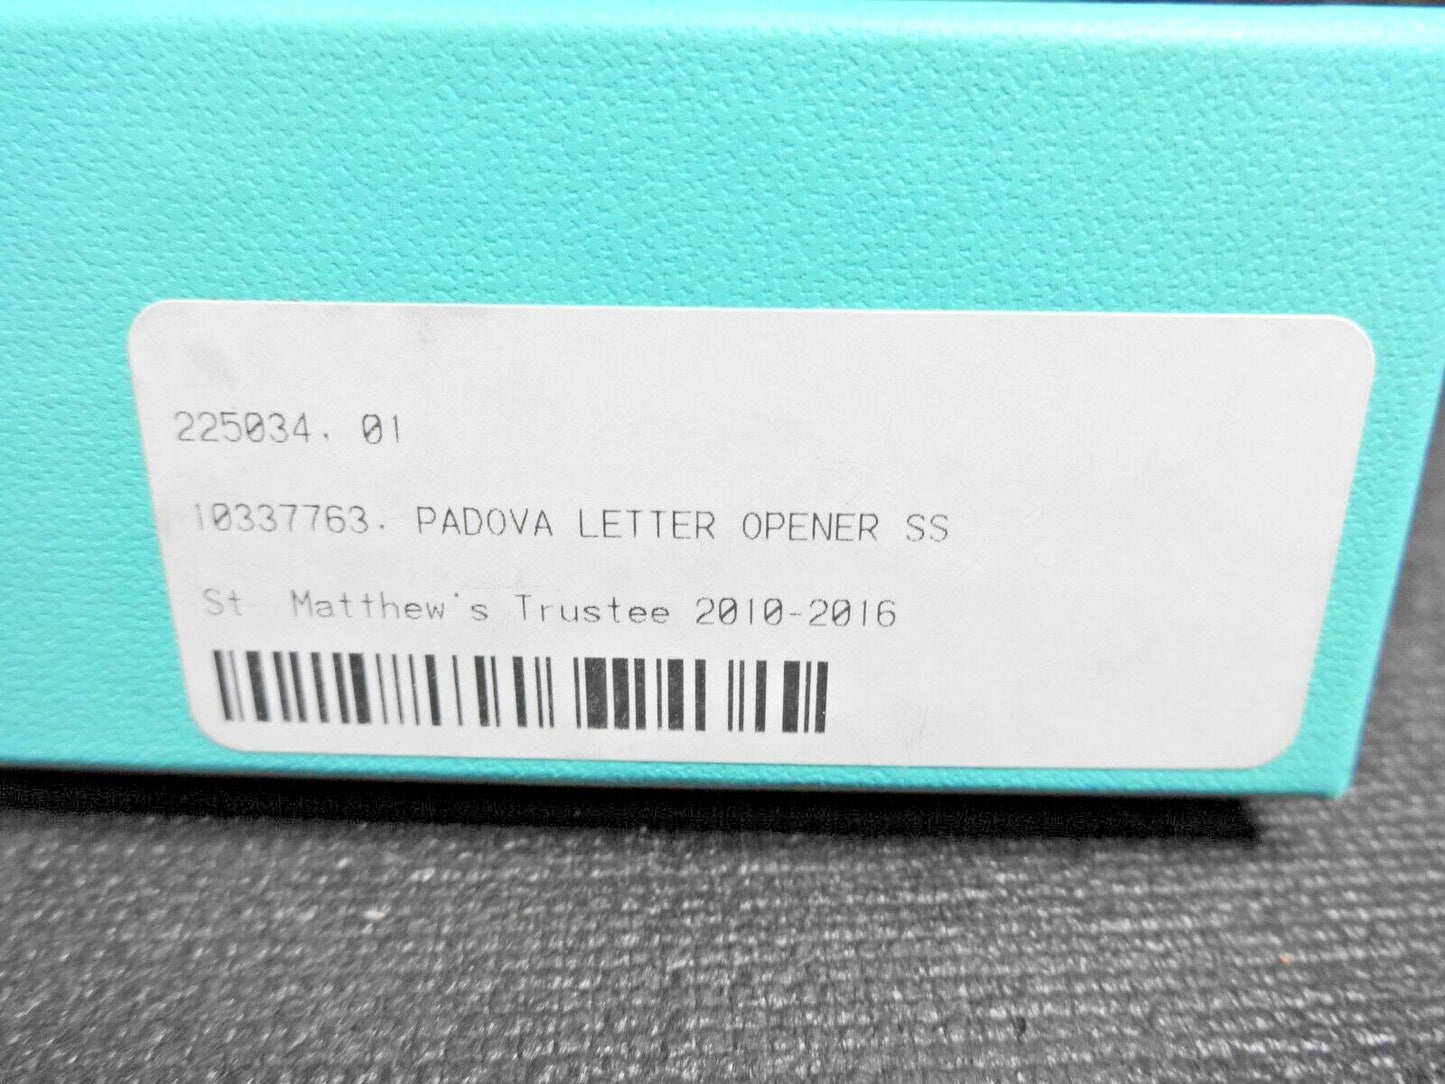 225034. 01
10337763. PADOVA LETTER OPENER SS
St Matthew's Trustee 2010-2016